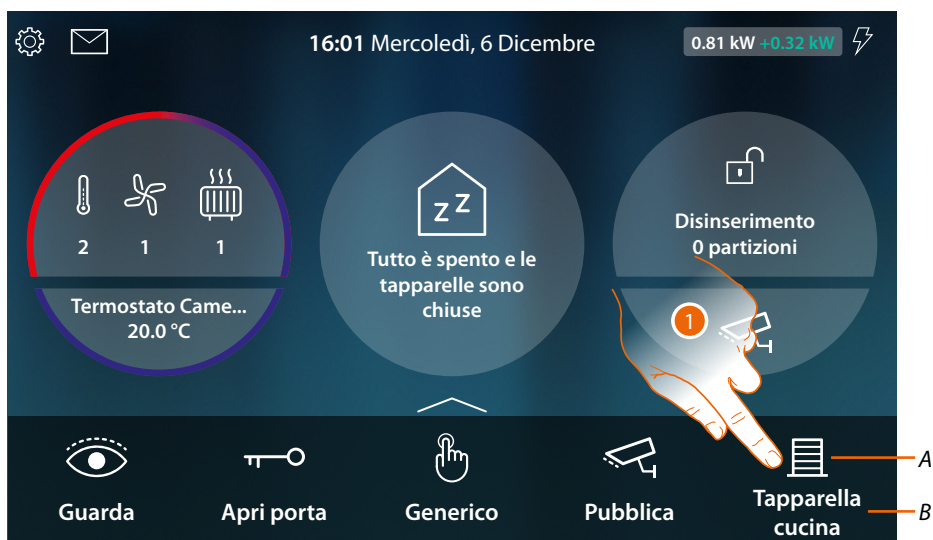 16:01 Mercoledì, 6 Dicembre
0.81 kW +0.32 kW
2 1 1
Termostato Came...
20.0 °C
z Z
Tutto è spento e le
tapparelle sono
chiuse
Disinserimento
0 partizioni
1
Guarda
Apri porta
Generico
Pubblica
Tapparella
cucina
A
B